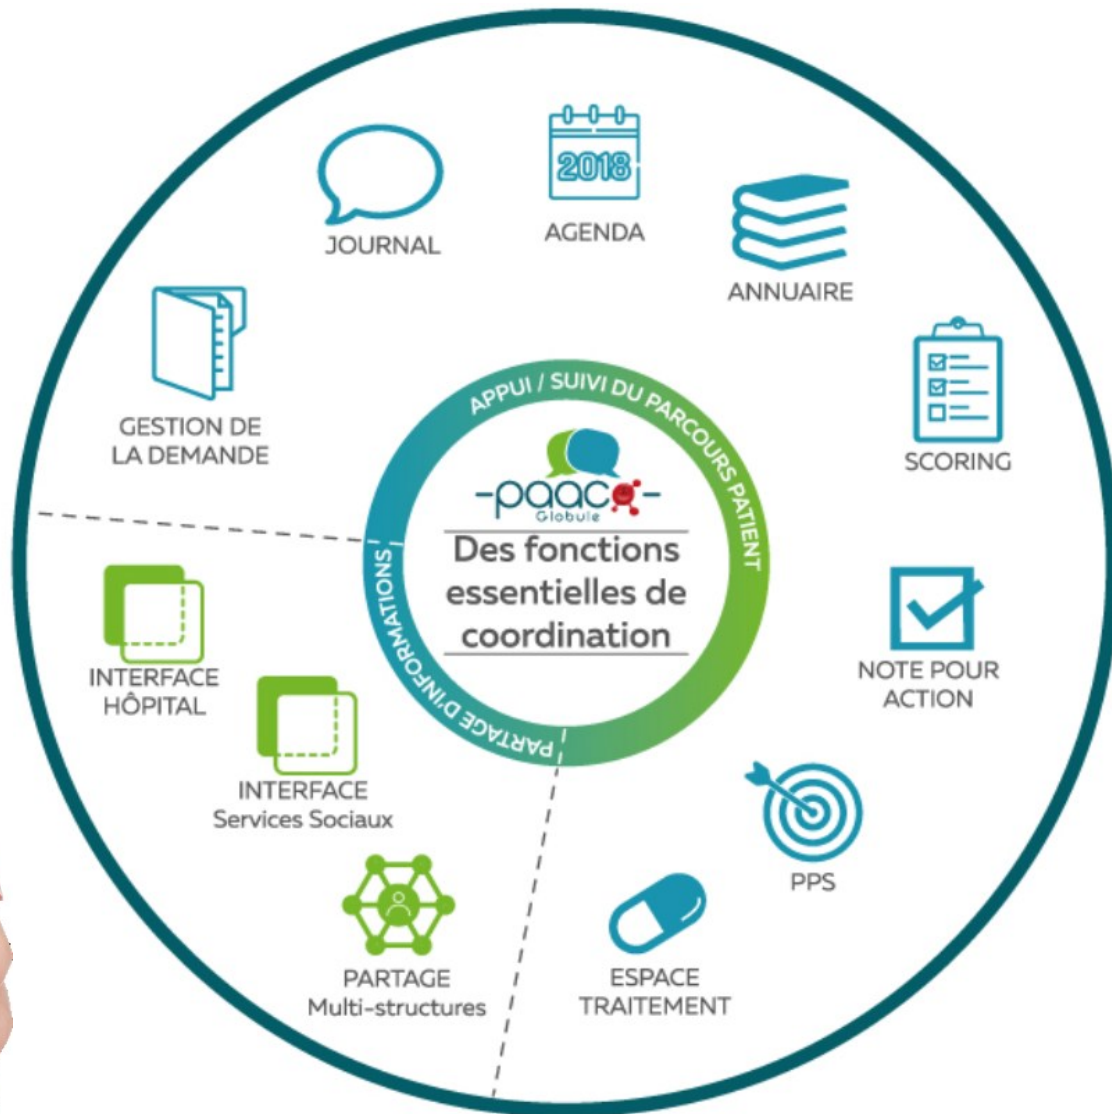 JOURNAL
2018
AGENDA
ANNUAIRE
GESTION DE
LA DEMANDE
SCORING
APPUI / SUIVI DU PARCOURS PATIENT
-paaco-
Globule
Des fonctions
essentielles de
coordination
PARTAGE D'INFORMATIONS
INTERFACE
HÔPITAL
NOTE POUR
ACTION
INTERFACE
Services Sociaux
PPS
PARTAGE
Multi-structures
ESPACE
TRAITEMENT